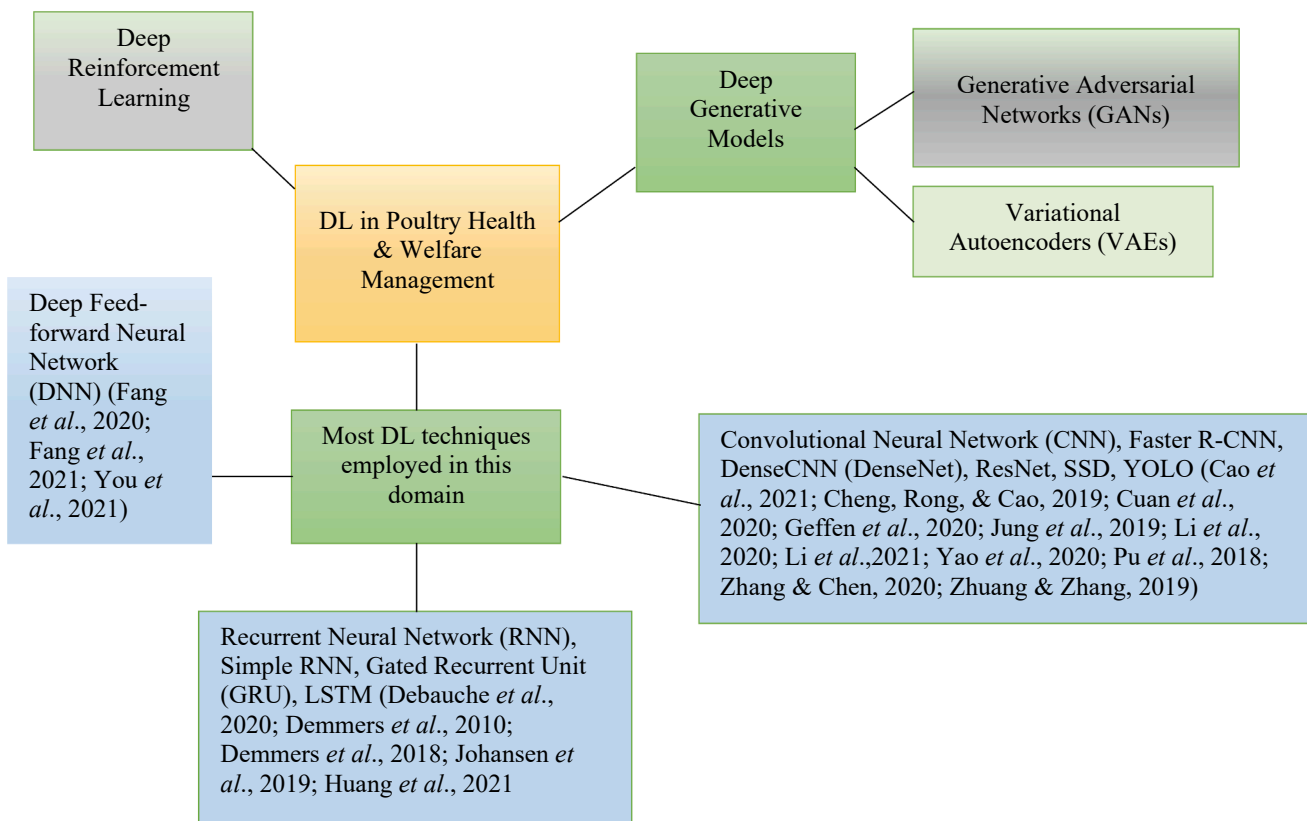 Deep
Reinforcement
Learning
Deep
Generative
Models
Generative Adversarial
Networks (GANs)
Variational
Autoencoders (VAEs)
DL in Poultry Health
& Welfare
Management
Deep Feed-
forward Neural
Network
(DNN) (Fang
et al., 2020;
Fang et al.,
2021; You et
al., 2021)
Most DL techniques
employed in this
domain
Convolutional Neural Network (CNN), Faster R-CNN,
DenseCNN (DenseNet), ResNet, SSD, YOLO (Cao et
al., 2021; Cheng, Rong, & Cao, 2019; Cuan et al.,
2020; Geffen et al., 2020; Jung et al., 2019; Li et al.,
2020; Li et al.,2021; Yao et al., 2020; Pu et al., 2018;
Zhang & Chen, 2020; Zhuang & Zhang, 2019)
Recurrent Neural Network (RNN),
Simple RNN, Gated Recurrent Unit
(GRU), LSTM (Debauche et al.,
2020; Demmers et al., 2010;
Demmers et al., 2018; Johansen et
al., 2019; Huang et al., 2021